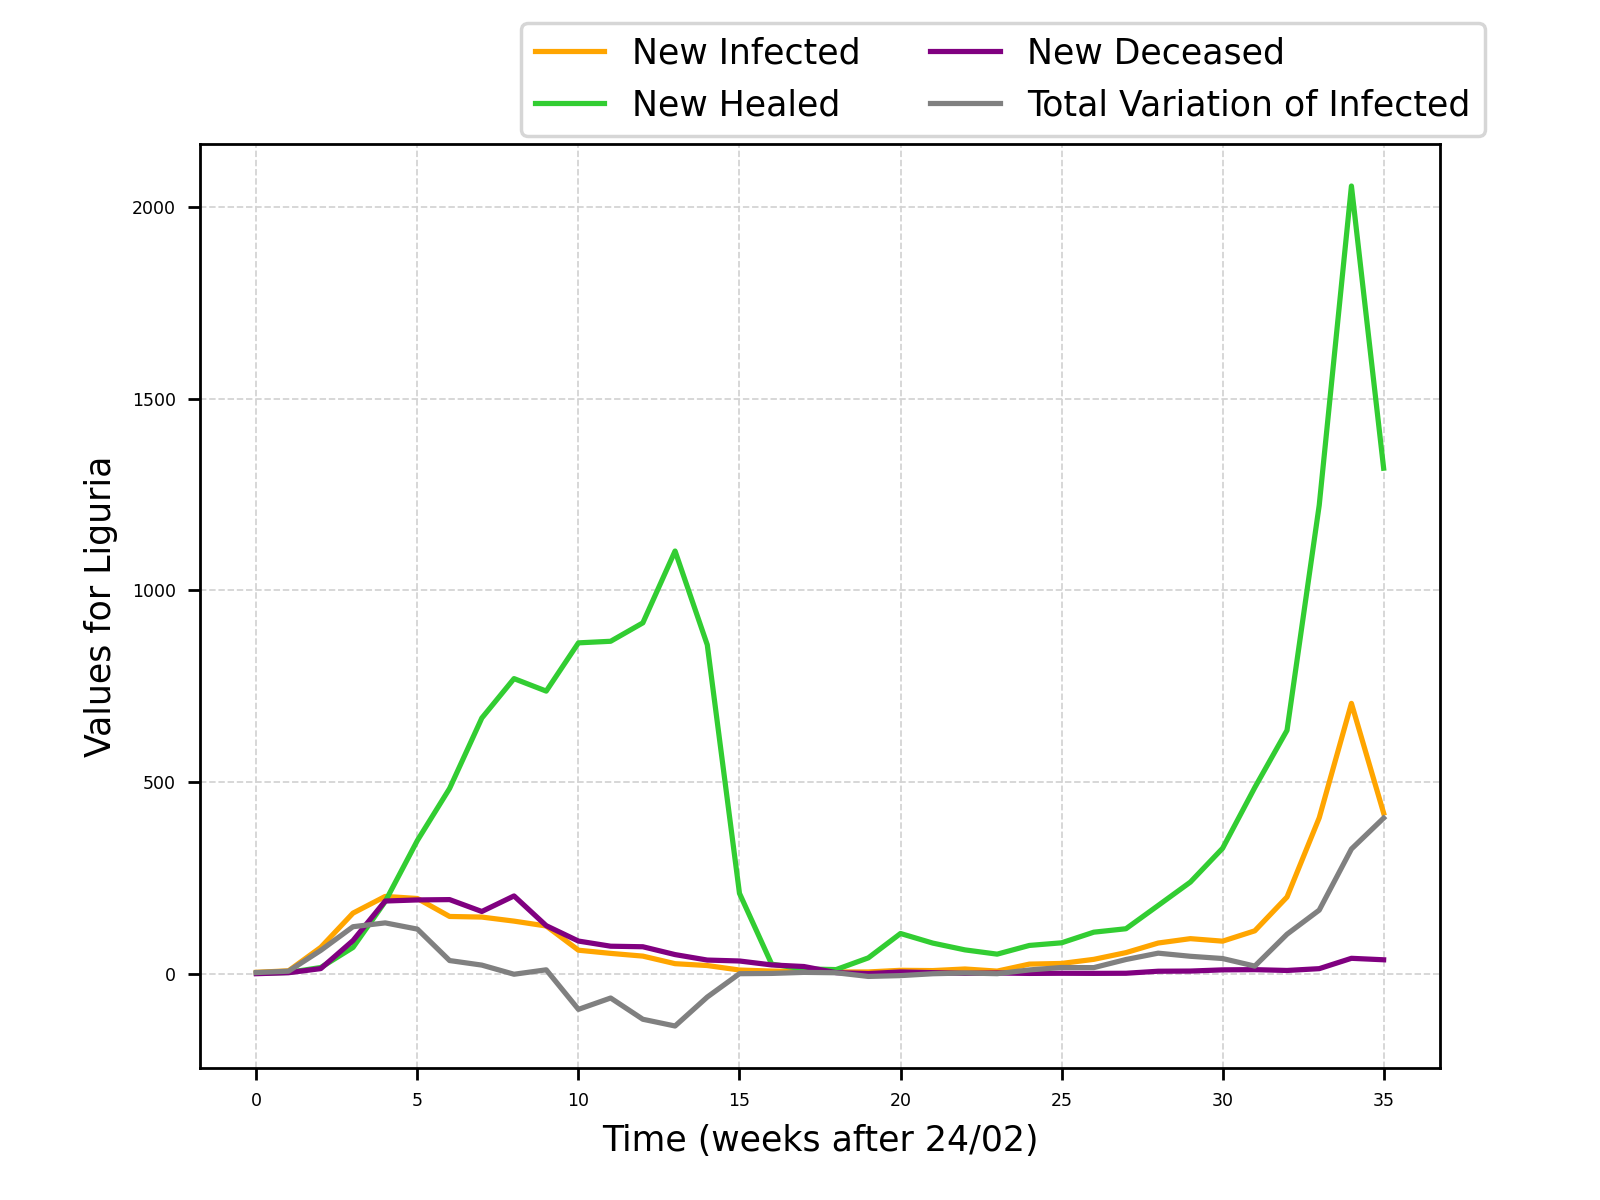 New Infected
New Healed
New Deceased
Total Variation of Infected
Values for Liguria
2000
1500
1000
500
0
0 5 10 15 20 25 30 35
Time (weeks after 24/02)